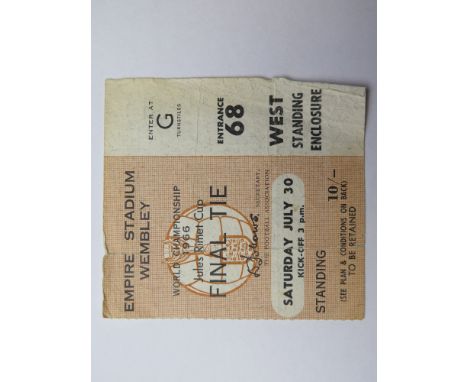 EMPIRE STADIUM
WEMBLEY
WORLD CHAMPIONSHIP
1966
Jules Rimet Cup
FINAL TIE
SECRETARY,
THE FOOTBALL ASSOCIATION
SATURDAY JULY 30
KICK-OFF 3 p.m.
STANDING 10/-
(SEE PLAN & CONDITIONS ON BACK)
TO BE RETAINED
ENTER AT
G
TURNSTILES
ENTRANCE
68
WEST
STANDING
ENCLOSURE